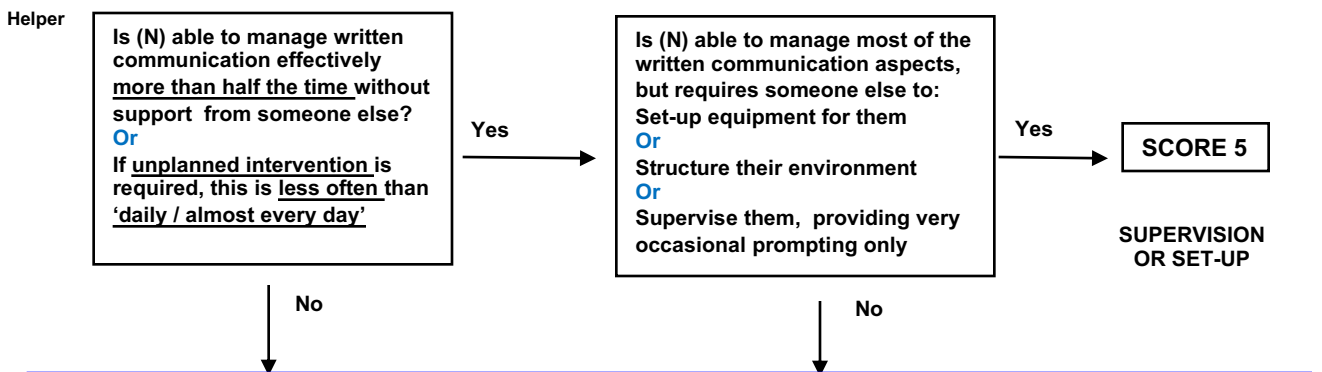 Helper
Is (N) able to manage written
communication effectively
more than half the time without
support from someone else?
Or
If unplanned intervention is
required, this is less often than
‘daily / almost every day’
Yes
No
Is (N) able to manage most of the
written communication aspects,
but requires someone else to:
Set-up equipment for them
Or
Structure their environment
Or
Supervise them, providing very
occasional prompting only
Yes
No
SCORE 5
SUPERVISION
OR SET-UP